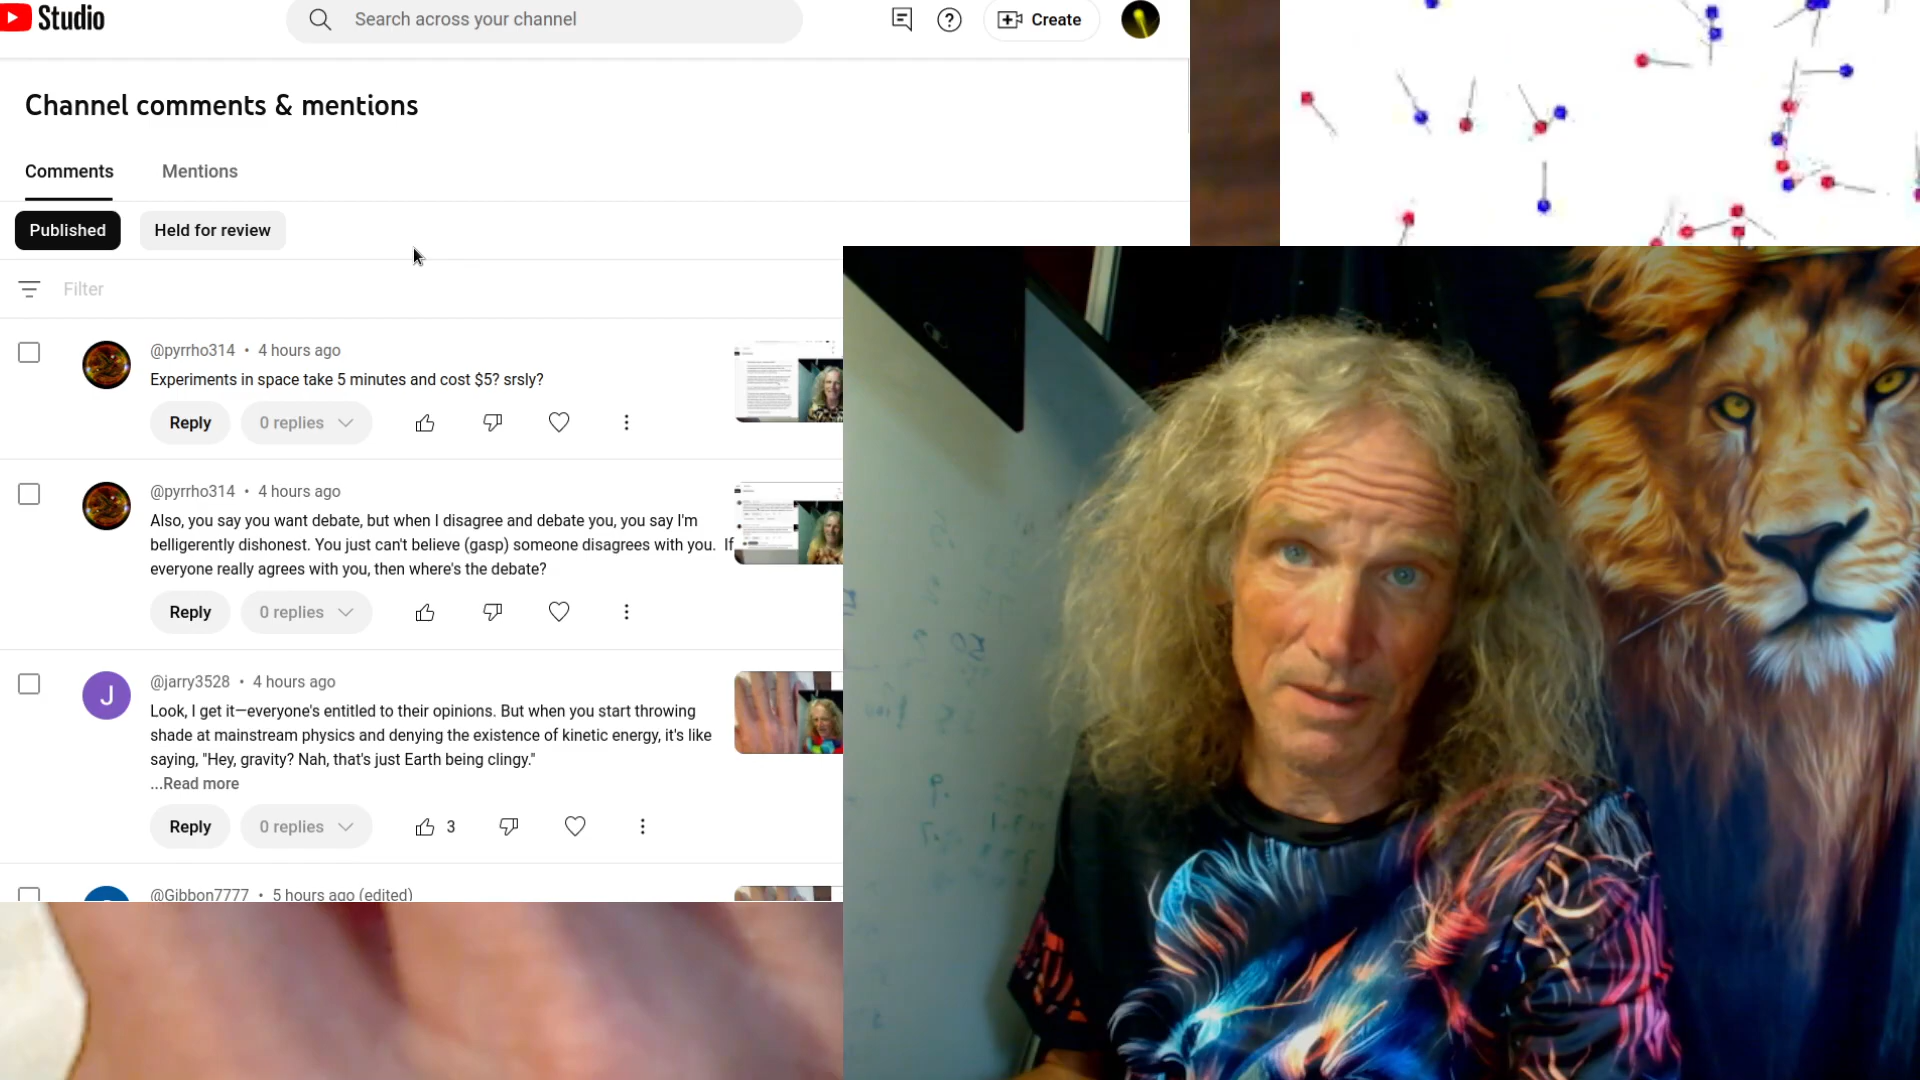 Studio
Search across your channel
Create
Channel comments & mentions
Comments
Mentions
Published
Held for review
Filter
@pyrrho314 • 4 hours ago
Experiments in space take 5 minutes and cost $5? srsly?
Reply
0 replies
@pyrrho314 • 4 hours ago
Also, you say you want debate, but when I disagree and debate you, you say I'm
belligerently dishonest. You just can't believe (gasp) someone disagrees with you. If
everyone really agrees with you, then where's the debate?
Reply
0 replies
@jarry3528 • 4 hours ago
Look, I get it—everyone's entitled to their opinions. But when you start throwing
shade at mainstream physics and denying the existence of kinetic energy, it's like
saying, "Hey, gravity? Nah, that's just Earth being clingy."
...Read more
Reply
0 replies
3
@Gibbon7777 • 5 hours ago (edited)